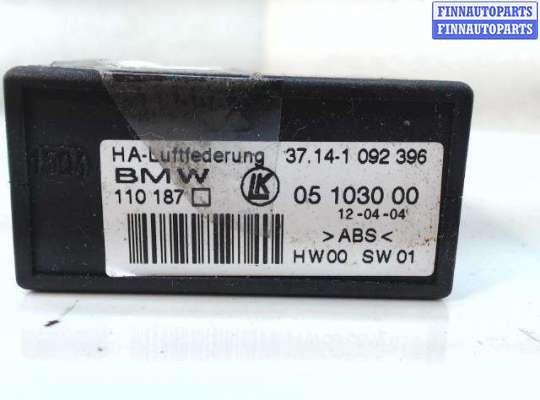 FINNAUTOPARTS
FINNAUTOPARTS
HA-Luftfederung 37.14-1 092 396
BMW
110 187 LK 05 1030 00
12-04-04
>ABS<
HW00 SW01